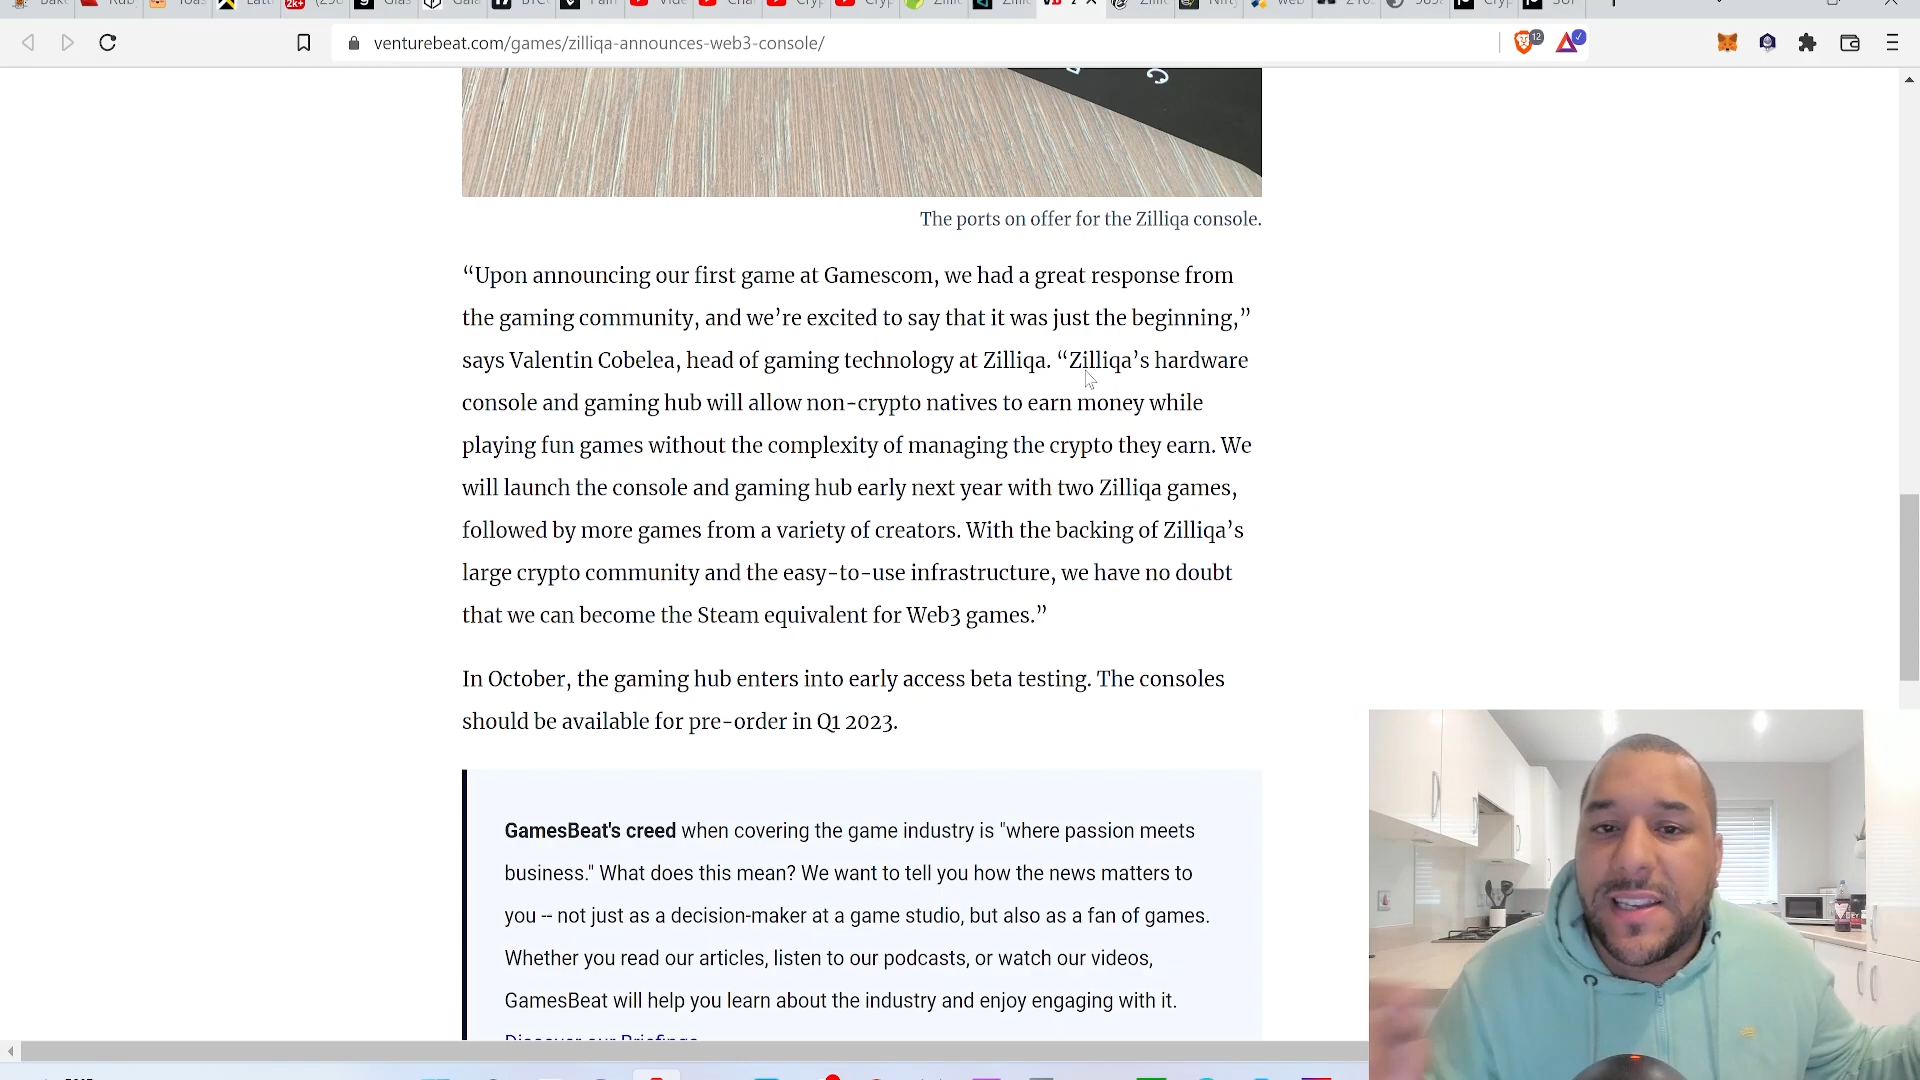 2k+
venturebeat.com/games/zilliqa-announces-web3-console/
12
The ports on offer for the Zilliqa console.
“Upon announcing our first game at Gamescom, we had a great response from
the gaming community, and we’re excited to say that it was just the beginning,”
says Valentin Cobelea, head of gaming technology at Zilliqa. “Zilliqa’s hardware
console and gaming hub will allow non-crypto natives to earn money while
playing fun games without the complexity of managing the crypto they earn. We
will launch the console and gaming hub early next year with two Zilliqa games,
followed by more games from a variety of creators. With the backing of Zilliqa’s
large crypto community and the easy-to-use infrastructure, we have no doubt
that we can become the Steam equivalent for Web3 games.”
In October, the gaming hub enters into early access beta testing. The consoles
should be available for pre-order in Q1 2023.
GamesBeat's creed when covering the game industry is "where passion meets
business." What does this mean? We want to tell you how the news matters to
you -- not just as a decision-maker at a game studio, but also as a fan of games.
Whether you read our articles, listen to our podcasts, or watch our videos,
GamesBeat will help you learn about the industry and enjoy engaging with it.
Discover our Briefings.